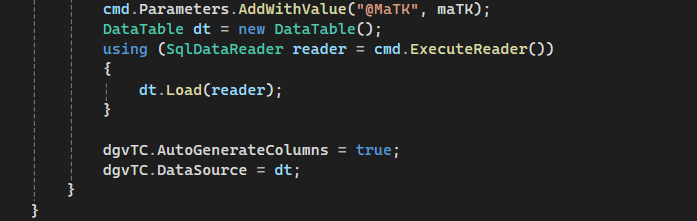 cmd.Parameters.AddWithValue("@MaTK", maTK);
DataTable dt = new DataTable();
using (SqlDataReader reader = cmd.ExecuteReader())
{
dt.Load(reader);
}
dgvTC.AutoGenerateColumns = true;
dgvTC.DataSource = dt;
}
}